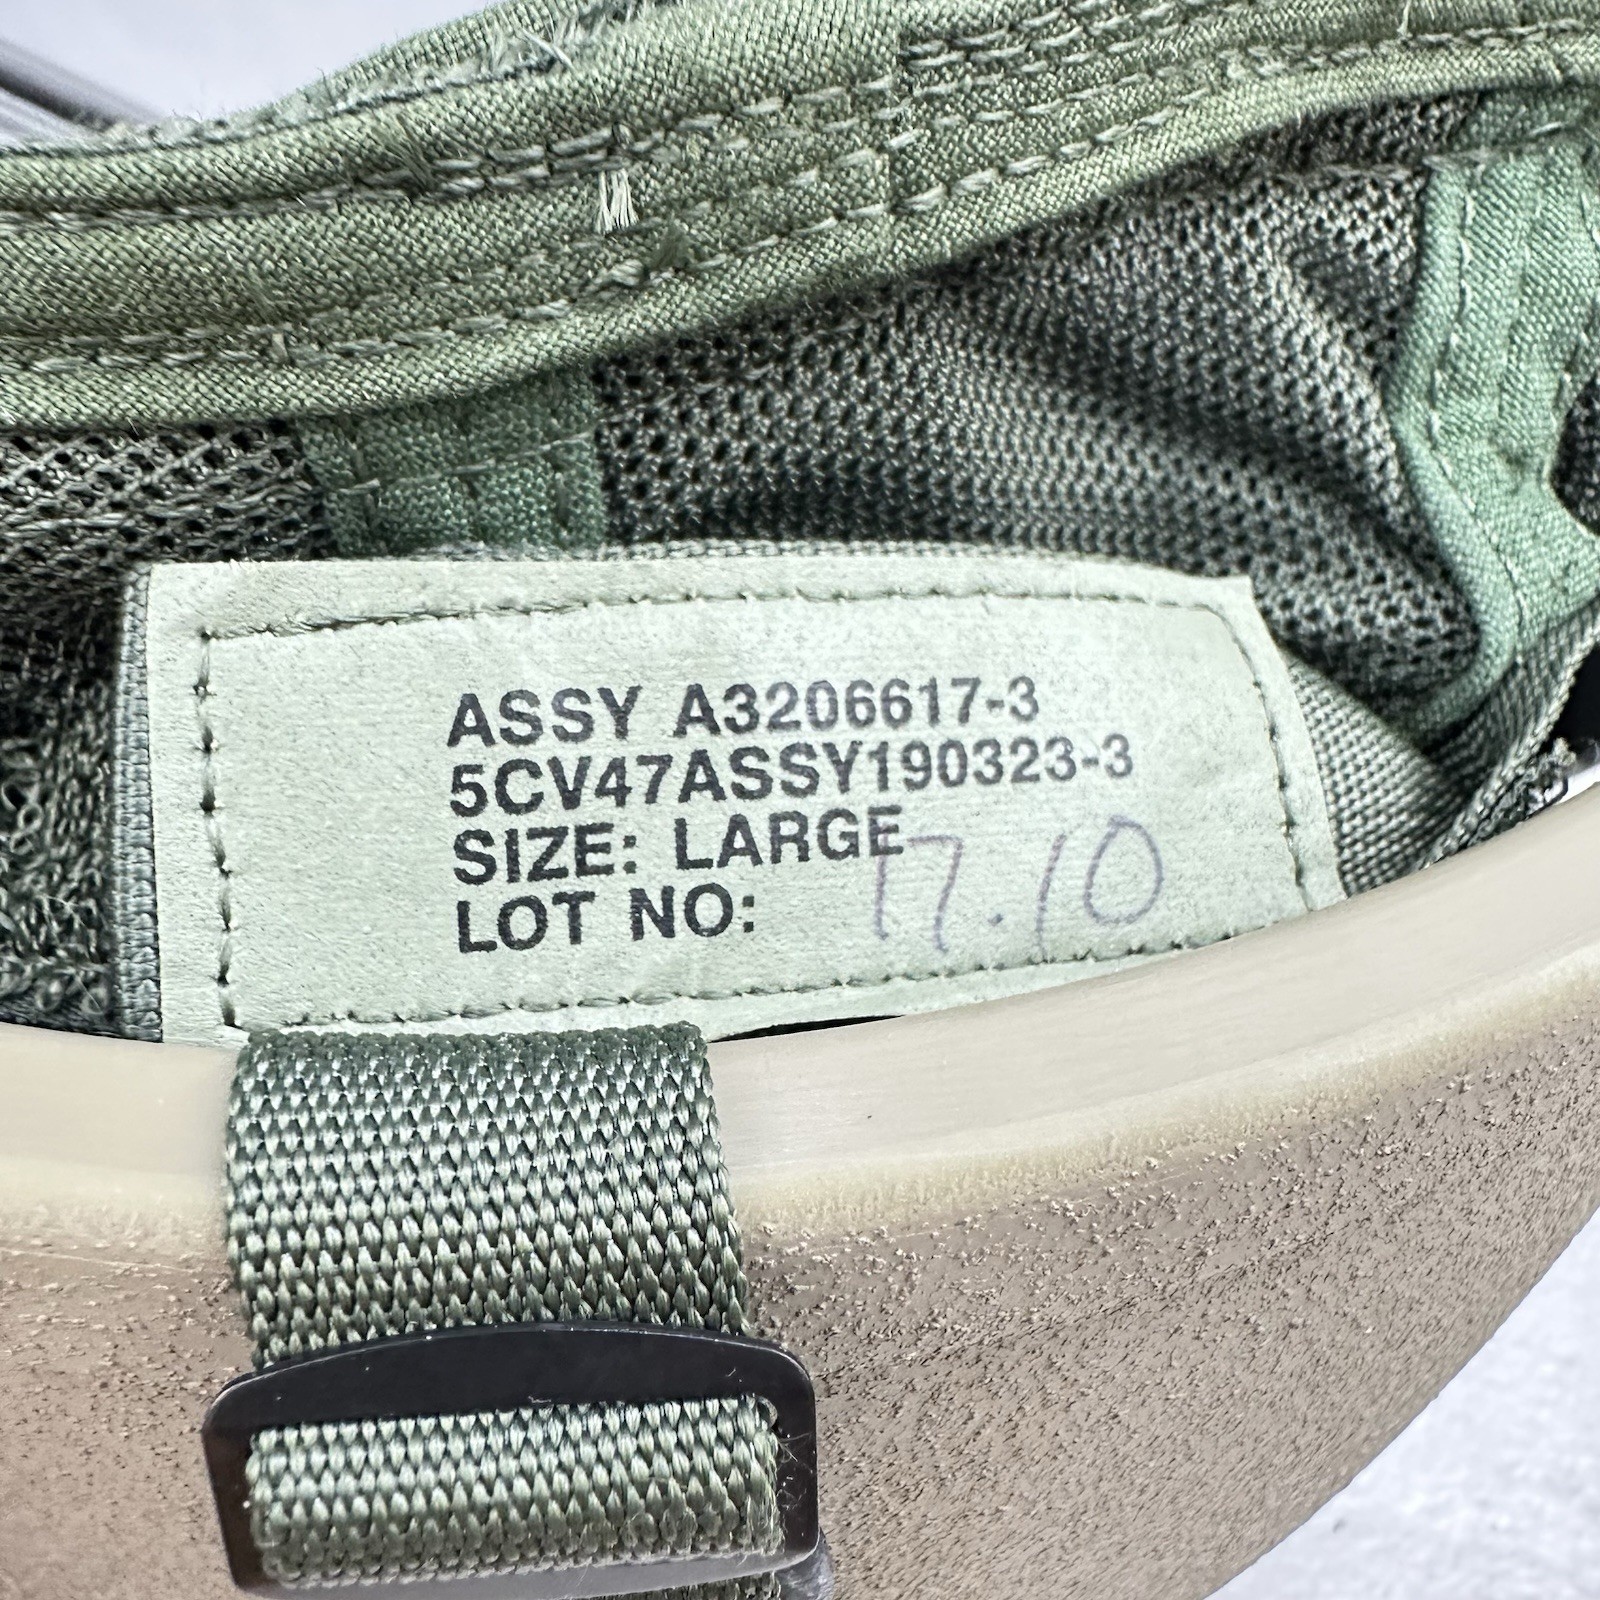 ASSY A3206617-3
5CV47ASSY190323-3
SIZE: LARGE
LOT NO: 17.10